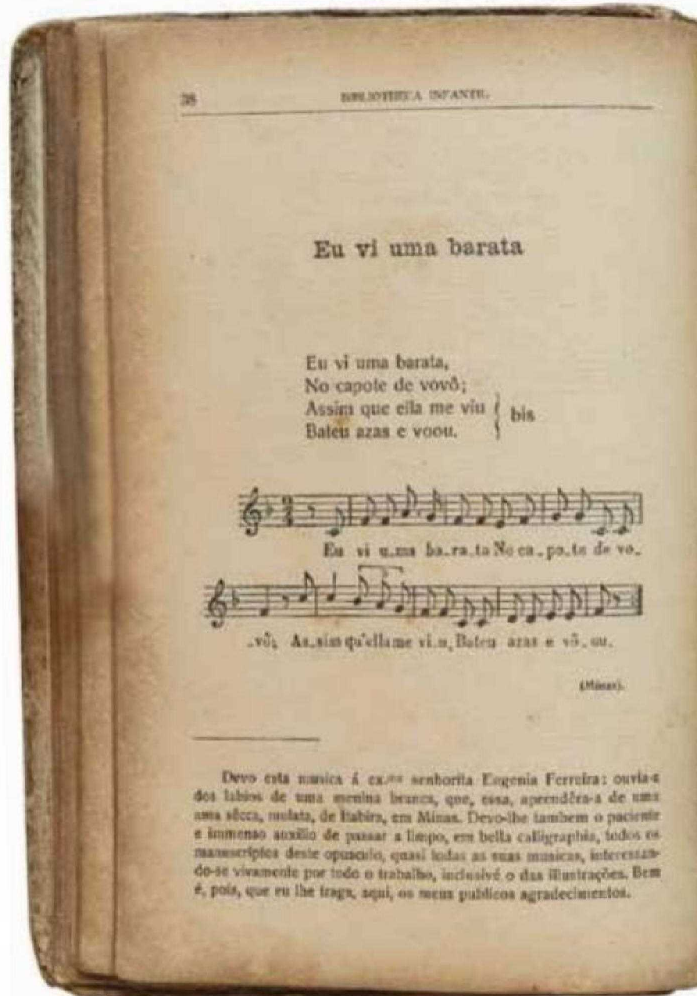 38 BIBLIOTHECA INFANTIL.
Eu vi uma barata
Eu vi uma barata,
No capote de vovô;
Assim que ella me viu
Bateu azas e voou.
bis
2
4
Eu vi u-ma ba-ra-ta No ca-po-te de vo-
-vô; As-sim qu'ella me vi-u, Bateu azas e vô-ou.
(Minas).
Devo esta musica á ex.ma senhorita Eugenia Ferreira: ouvia-a
dos labios de uma menina branca, que, essa, aprendêra-a de uma
ama sêcca, mulata, de Itabira, em Minas. Devo-lhe tambem o paciente
e immenso auxilio de passar a limpo, em bella calligraphia, todos os
manuscriptos deste opusculo, quasi todas as suas musicas, interessan-
do-se vivamente por todo o trabalho, inclusivé o das illustrações. Bem
é, pois, que eu lhe traga, aqui, os meus publicos agradecimentos.